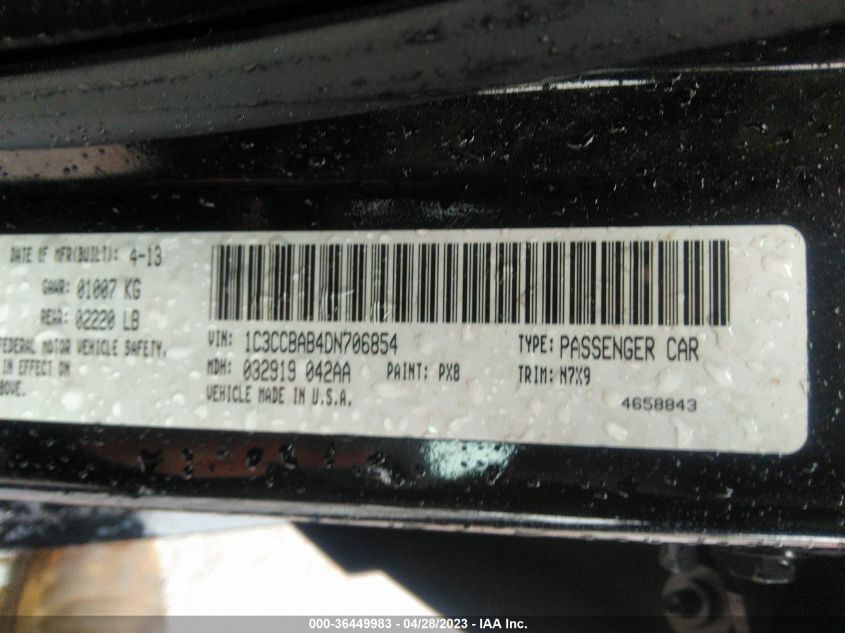 DATE OF MFR(BUILT): 4-13
GAWR: 01007 KG
REAR: 02220 LB
FEDERAL MOTOR VEHICLE SAFETY,
IN EFFECT ON
ABOVE.
VIN: 1C3CCBAB4DN706854 TYPE: PASSENGER CAR
MDH: 032919 042AA PAINT: PX8 TRIM: N7X9
VEHICLE MADE IN U.S.A. 4658843
000-36449983 - 04/28/2023 - IAA Inc.